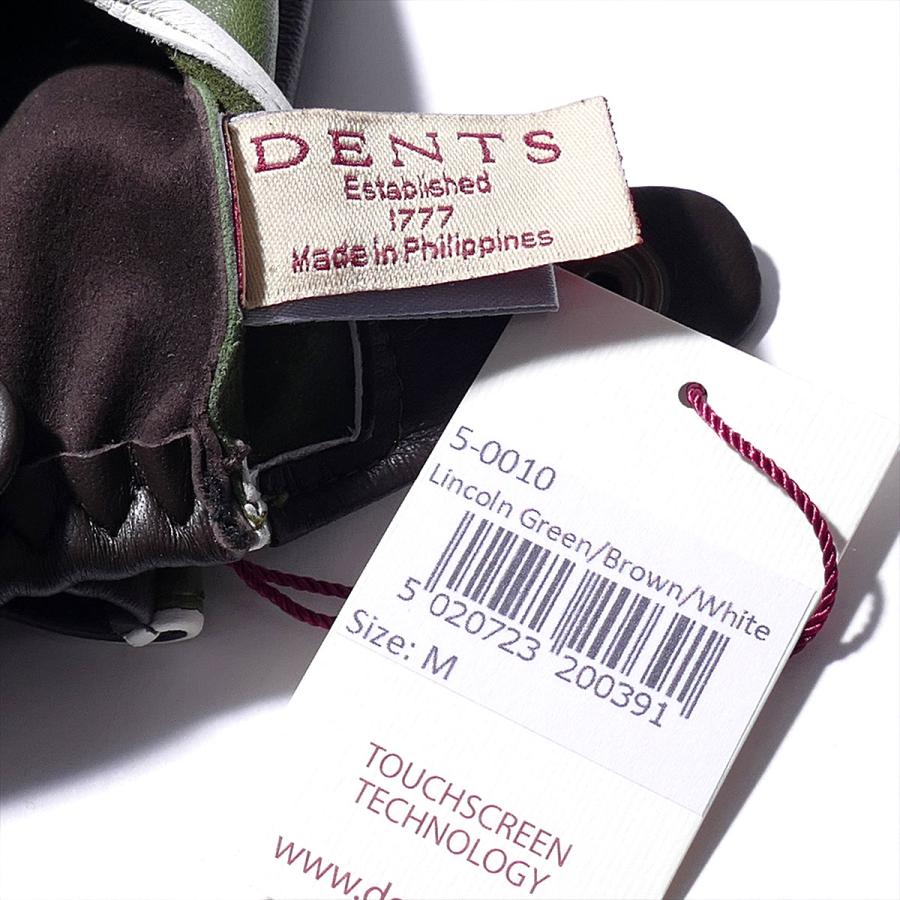 DENTS
Established
1777
Made in Philippines
5-0010
Lincoln Green/Brown/White
5 020723 200391
Size: M
TOUCHSCREEN
TECHNOLOGY